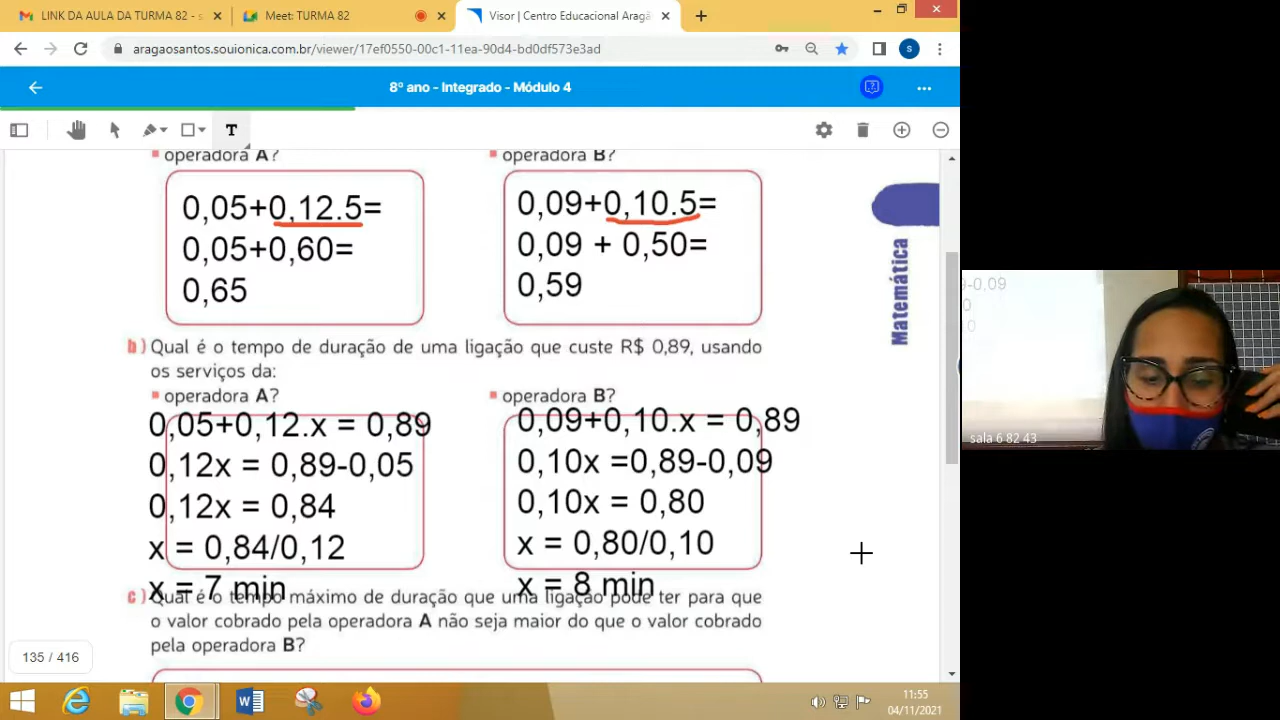 LINK DA AULA DA TURMA 82 - s
Meet: TURMA 82
Visor | Centro Educacional Aragã
aragaosantos.souionica.com.br/viewer/17ef0550-00c1-11ea-90d4-bd0df573e3ad
s
8º ano - Integrado - Módulo 4
T
operadora A?
operadora B?
0,05+0,12.5=
0,05+0,60=
0,65
0,09+0,10.5=
0,09 + 0,50=
0,59
Matemática
b) Qual é o tempo de duração de uma ligação que custe R$ 0,89, usando
os serviços da:
operadora A?
operadora B?
0,05+0,12.x = 0,89
0,12x = 0,89-0,05
0,12x = 0,84
x = 0,84/0,12
x = 7 min
0,09+0,10.x = 0,89
0,10x =0,89-0,09
0,10x = 0,80
x = 0,80/0,10
x = 8 min
c) Qual é o tempo máximo de duração que uma ligação pode ter para que
o valor cobrado pela operadora A não seja maior do que o valor cobrado
pela operadora B?
135 / 416
9-0,09
0
0
sala 6 82 43
11:55
04/11/2021